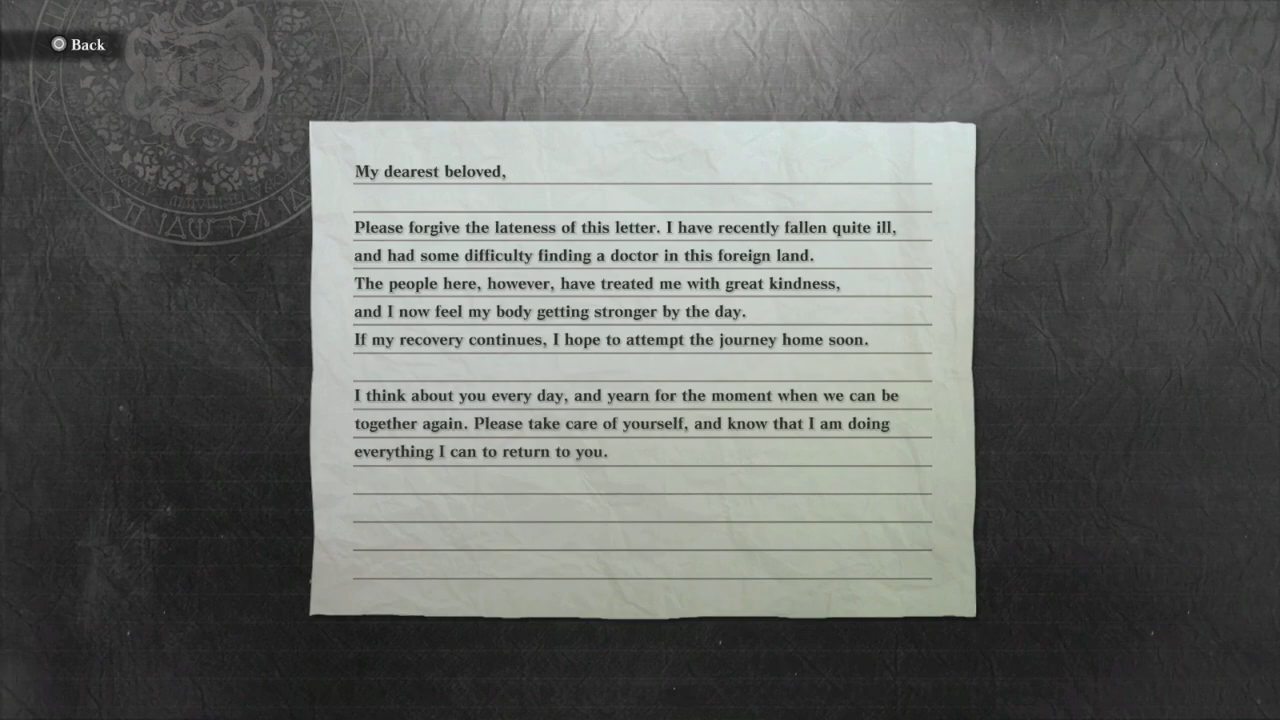 Back
My dearest beloved,
Please forgive the lateness of this letter. I have recently fallen quite ill,
and had some difficulty finding a doctor in this foreign land.
The people here, however, have treated me with great kindness,
and I now feel my body getting stronger by the day.
If my recovery continues, I hope to attempt the journey home soon.
I think about you every day, and yearn for the moment when we can be
together again. Please take care of yourself, and know that I am doing
everything I can to return to you.